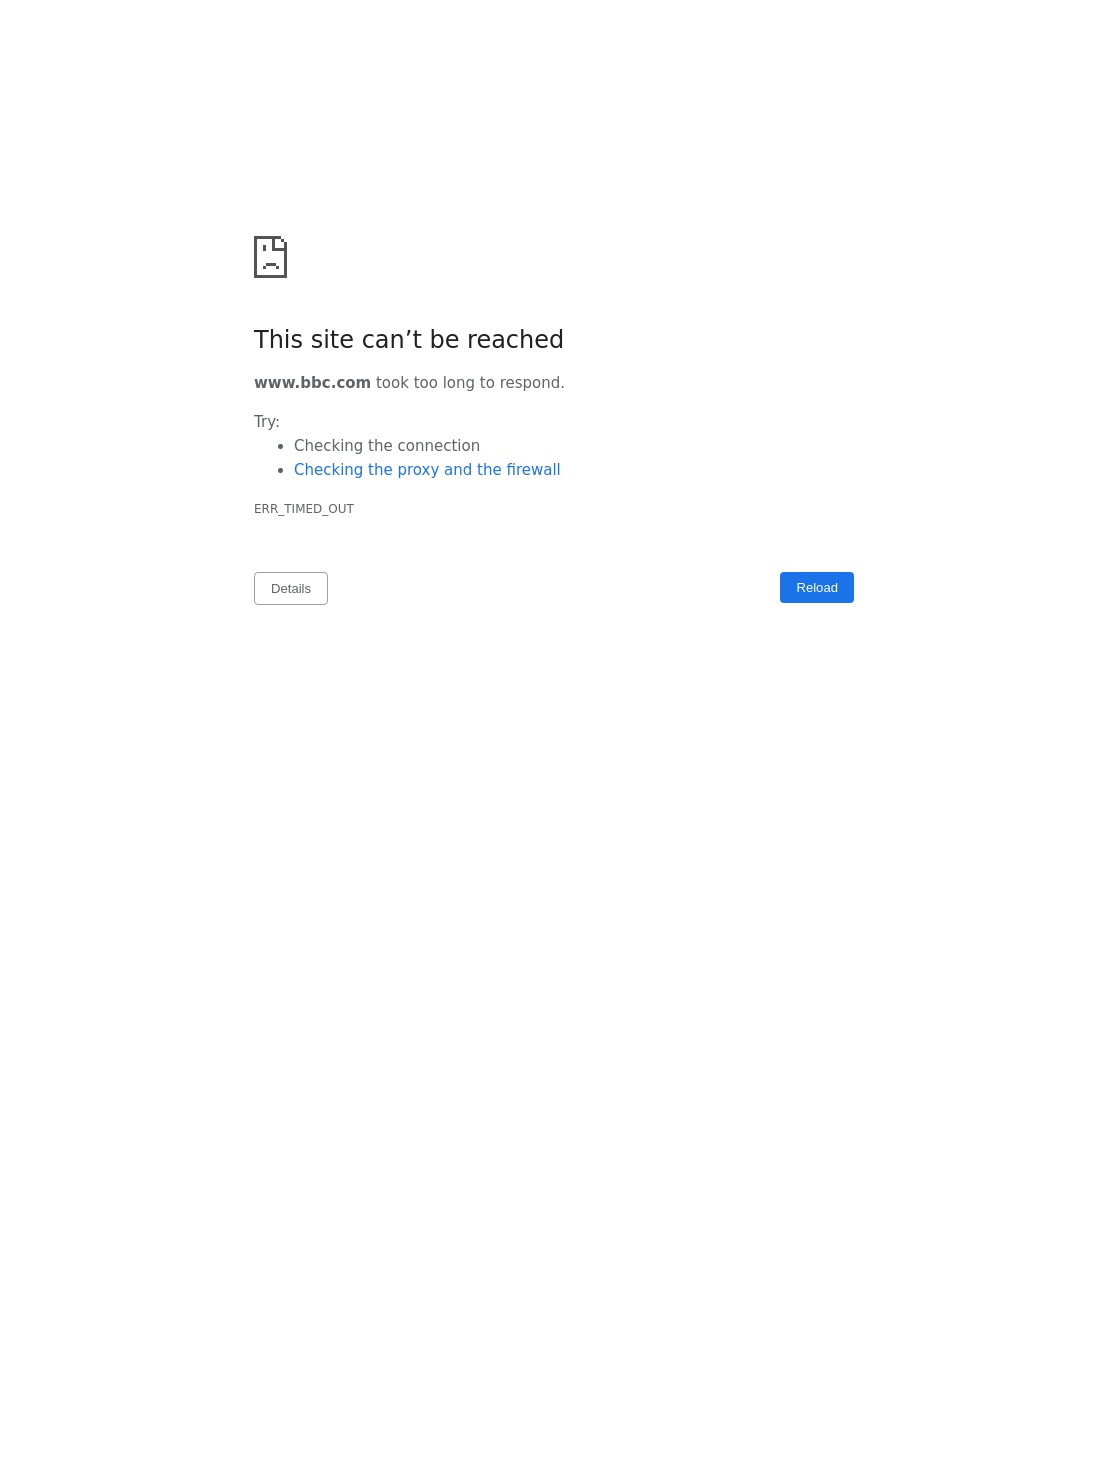 This site can’t be reached
www.bbc.com took too long to respond.
Try:
Checking the connection
Checking the proxy and the firewall
ERR_TIMED_OUT
Details
Reload